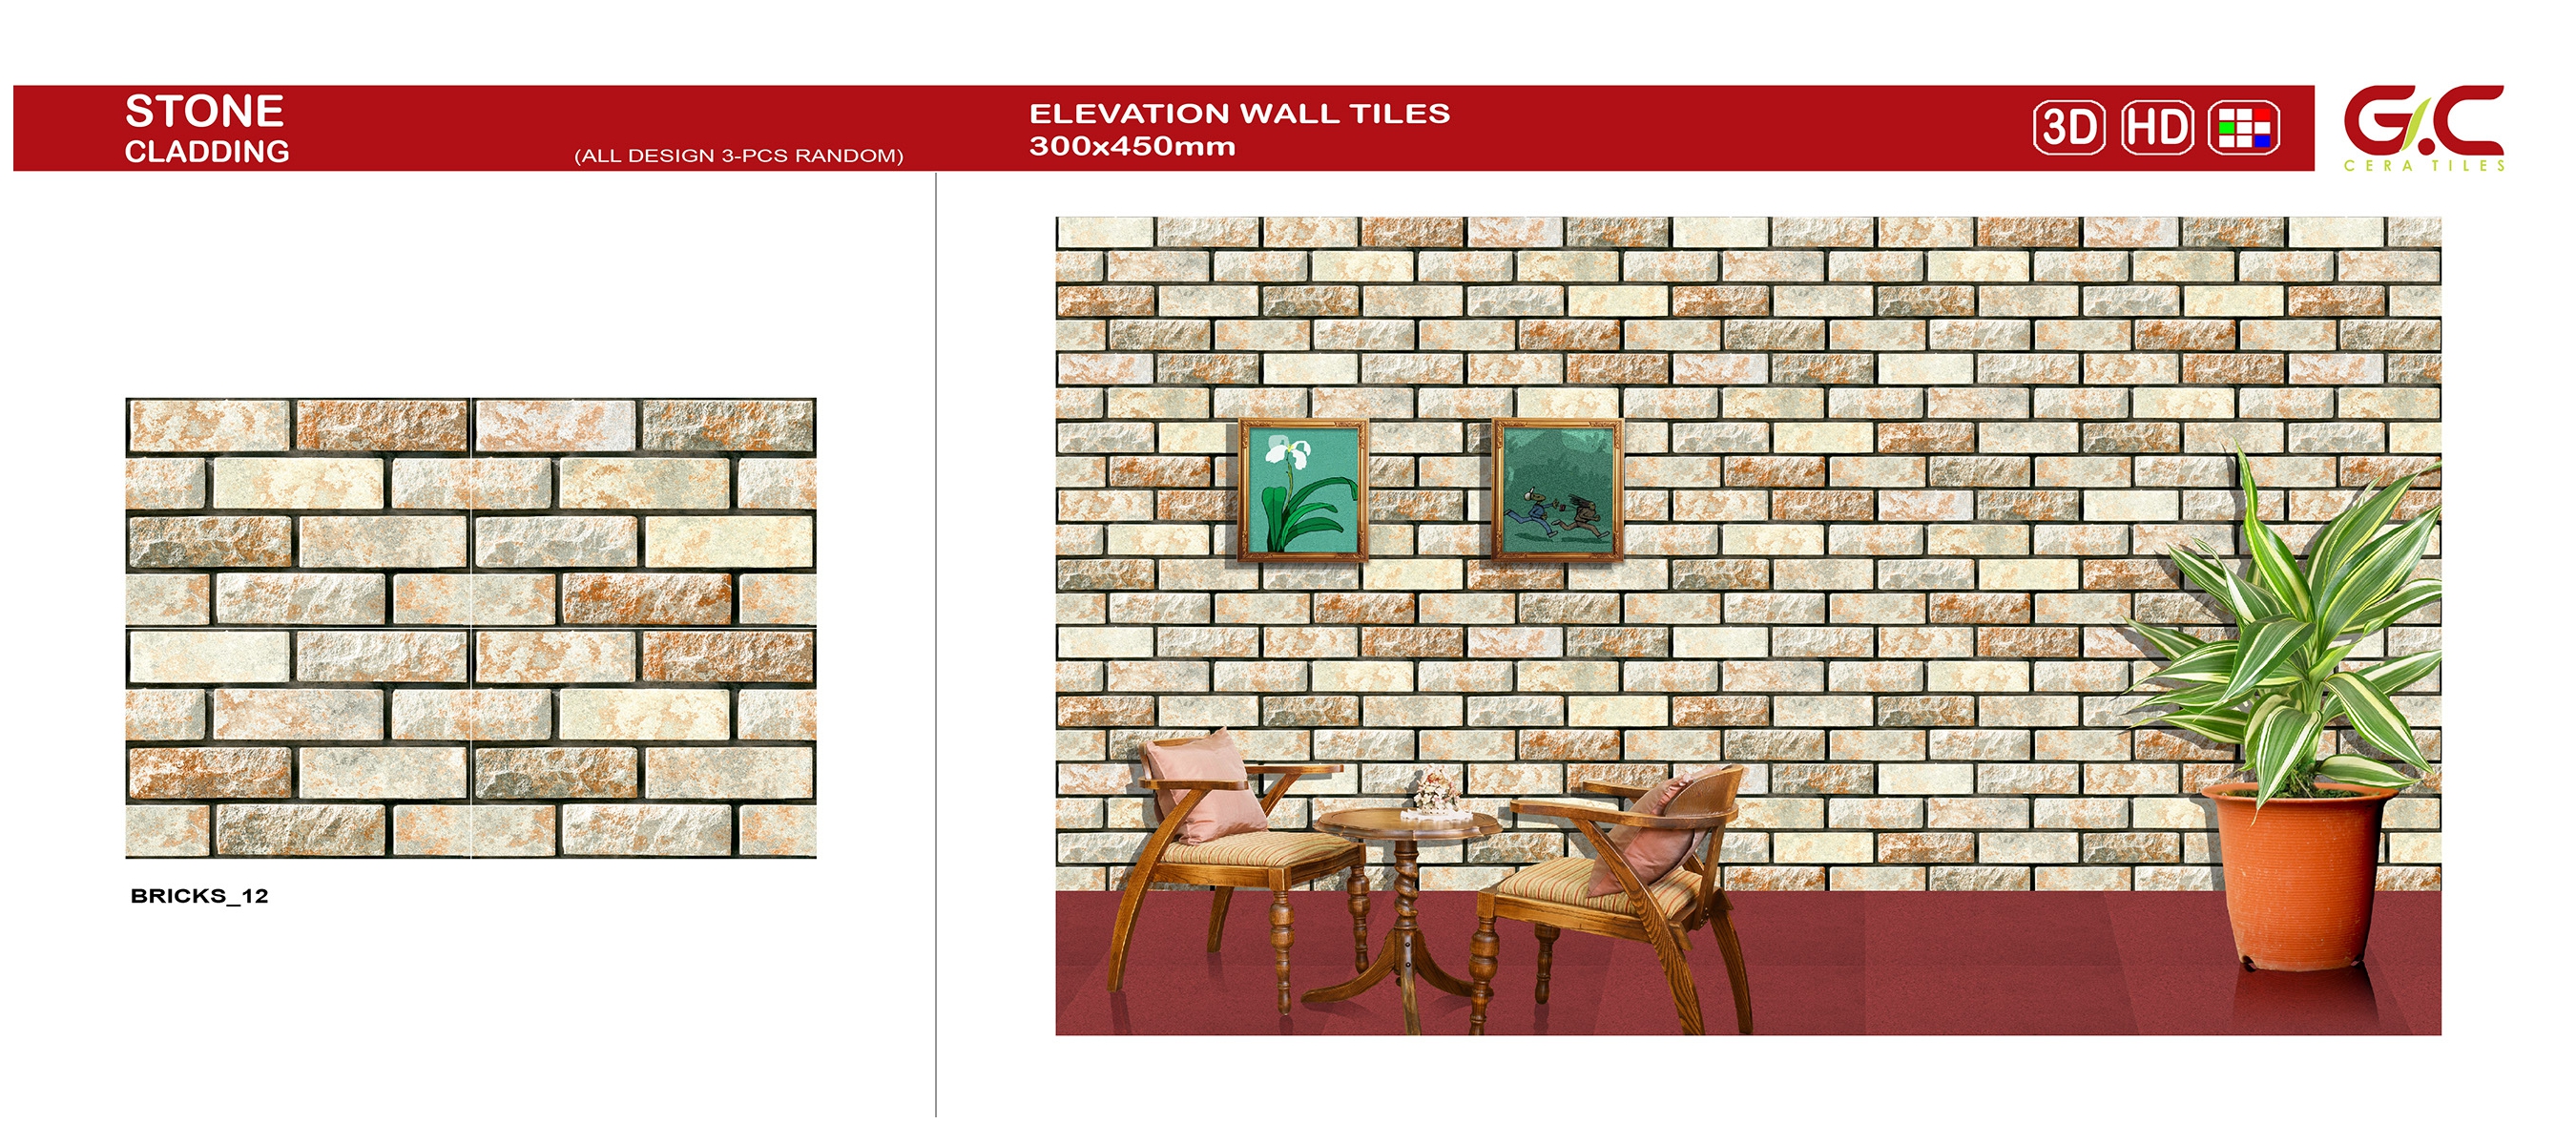 STONE
CLADDING
(ALL DESIGN 3-PCS RANDOM)
ELEVATION WALL TILES
300x450mm
3D
HD
G.C
CERA TILES
BRICKS_12